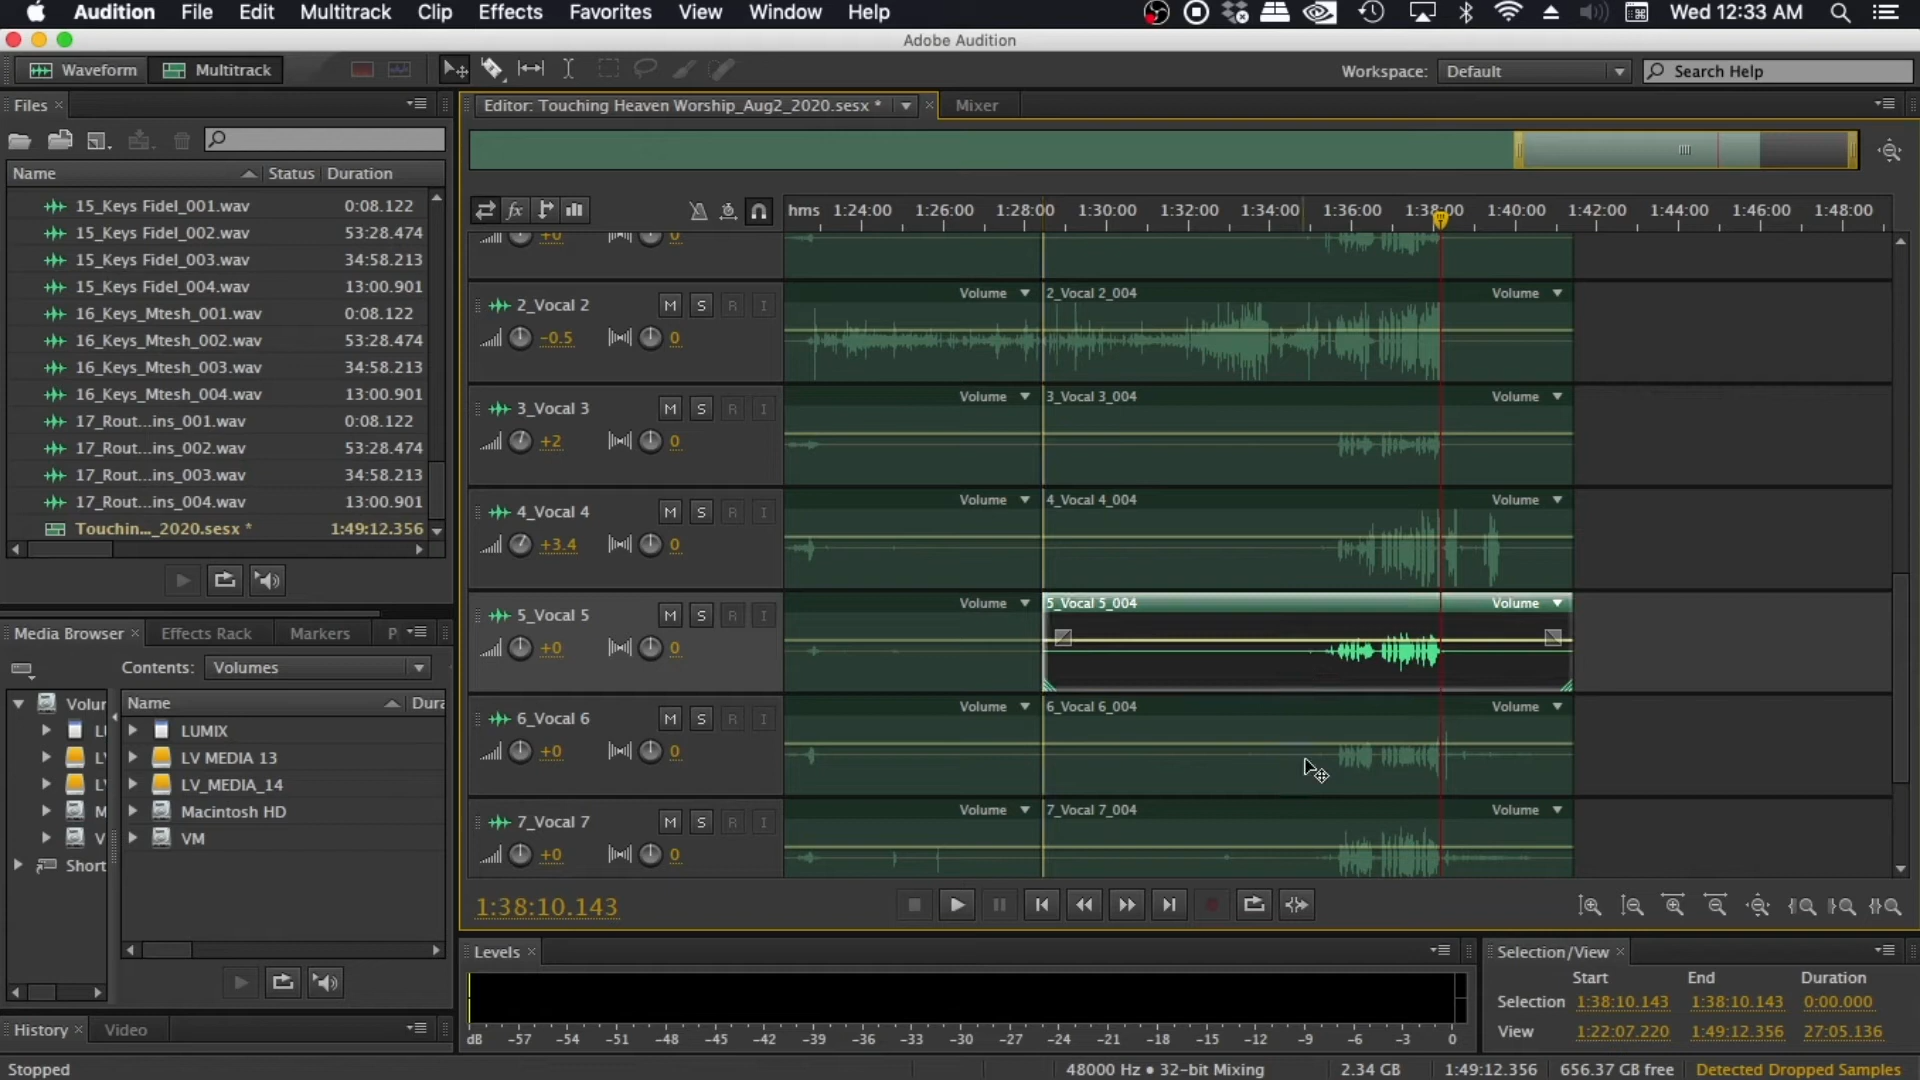 Audition File Edit Multitrack Clip Effects Favorites View Window Help Wed 12:33 AM
Adobe Audition
Waveform Multitrack Workspace: Default Search Help
Files
Name Status Duration
15_Keys Fidel_001.wav 0:08.122
15_Keys Fidel_002.wav 53:28.474
15_Keys Fidel_003.wav 34:58.213
15_Keys Fidel_004.wav 13:00.901
16_Keys_Mtesh_001.wav 0:08.122
16_Keys_Mtesh_002.wav 53:28.474
16_Keys_Mtesh_003.wav 34:58.213
16_Keys_Mtesh_004.wav 13:00.901
17_Rout...ins_001.wav 0:08.122
17_Rout...ins_002.wav 53:28.474
17_Rout...ins_003.wav 34:58.213
17_Rout...ins_004.wav 13:00.901
Touchin..._2020.sesx * 1:49:12.356
Media Browser Effects Rack Markers P
Contents: Volumes
Volur
Short
Name Dura
LUMIX
LV MEDIA 13
LV_MEDIA_14
Macintosh HD
VM
History Video
Stopped
Editor: Touching Heaven Worship_Aug2_2020.sesx * Mixer
fx hms 1:24:00 1:26:00 1:28:00 1:30:00 1:32:00 1:34:00 1:36:00 1:38:00 1:40:00 1:42:00 1:44:00 1:46:00 1:48:00
+0 0
2_Vocal 2 M S R I Volume 2_Vocal 2_004 Volume
-0.5 0
3_Vocal 3 M S R I Volume 3_Vocal 3_004 Volume
+2 0
4_Vocal 4 M S R I Volume 4_Vocal 4_004 Volume
+3.4 0
5_Vocal 5 M S R I Volume 5_Vocal 5_004 Volume
+0 0
6_Vocal 6 M S R I Volume 6_Vocal 6_004 Volume
+0 0
7_Vocal 7 M S R I Volume 7_Vocal 7_004 Volume
+0 0
1:38:10.143
Levels
dB -57 -54 -51 -48 -45 -42 -39 -36 -33 -30 -27 -24 -21 -18 -15 -12 -9 -6 -3 0
Selection/View
Start End Duration
Selection 1:38:10.143 1:38:10.143 0:00.000
View 1:22:07.220 1:49:12.356 27:05.136
48000 Hz • 32-bit Mixing 2.34 GB 1:49:12.356 656.37 GB free Detected Dropped Samples